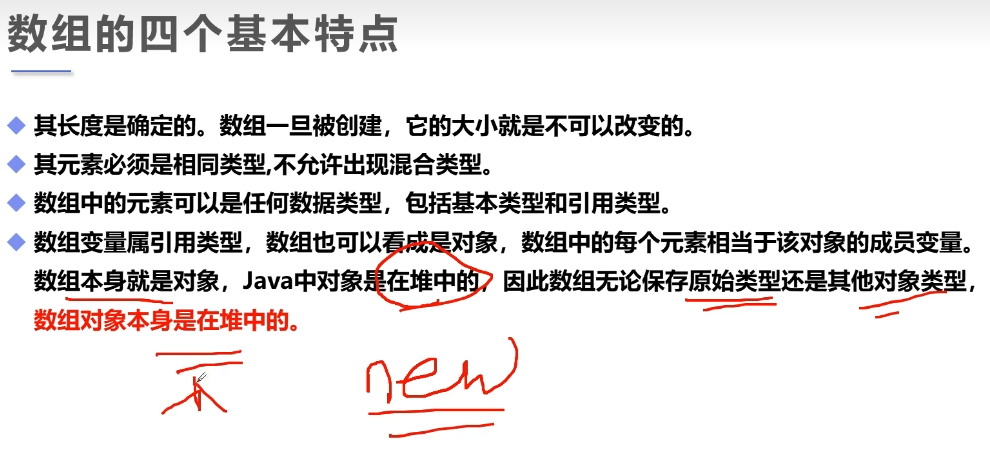 数组的四个基本特点
其长度是确定的。数组一旦被创建，它的大小就是不可以改变的。
其元素必须是相同类型,不允许出现混合类型。
数组中的元素可以是任何数据类型，包括基本类型和引用类型。
数组变量属引用类型，数组也可以看成是对象，数组中的每个元素相当于该对象的成员变量。
数组本身就是对象，Java中对象是在堆中的，因此数组无论保存原始类型还是其他对象类型，
数组对象本身是在堆中的。
new